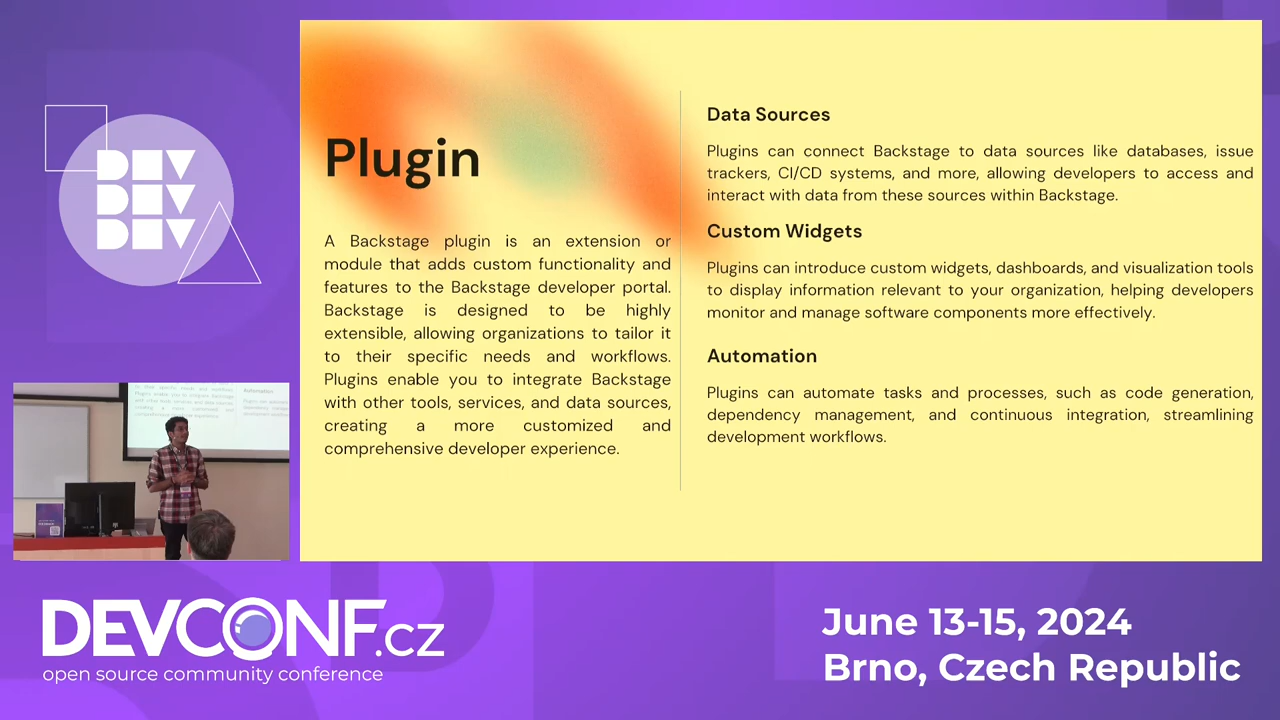 DEV
DEV
DEV
Plugin
A Backstage plugin is an extension or
module that adds custom functionality and
features to the Backstage developer portal.
Backstage is designed to be highly
extensible, allowing organizations to tailor it
to their specific needs and workflows.
Plugins enable you to integrate Backstage
with other tools, services, and data sources,
creating a more customized and
comprehensive developer experience.
Data Sources
Plugins can connect Backstage to data sources like databases, issue
trackers, CI/CD systems, and more, allowing developers to access and
interact with data from these sources within Backstage.
Custom Widgets
Plugins can introduce custom widgets, dashboards, and visualization tools
to display information relevant to your organization, helping developers
monitor and manage software components more effectively.
Automation
Plugins can automate tasks and processes, such as code generation,
dependency management, and continuous integration, streamlining
development workflows.
DEVCONF.cz
open source community conference
June 13-15, 2024
Brno, Czech Republic